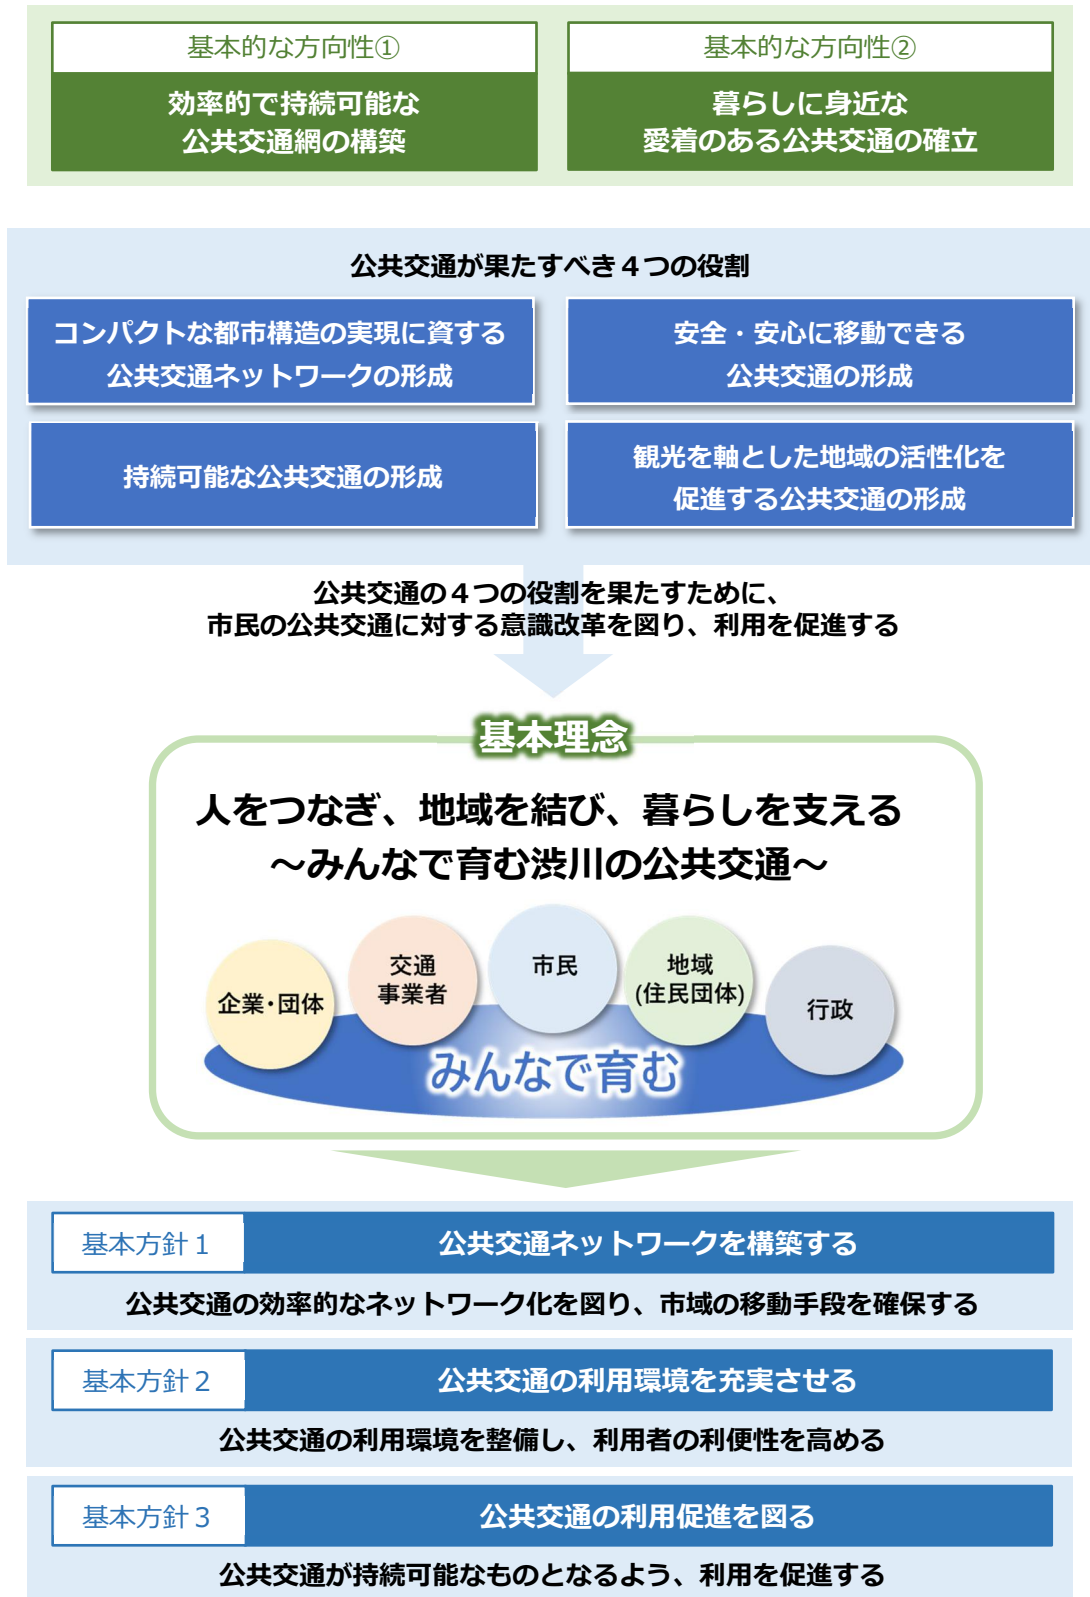 基本的な方向性①
効率的で持続可能な
公共交通網の構築
基本的な方向性②
暮らしに身近な
愛着のある公共交通の確立
公共交通が果たすべき４つの役割
コンパクトな都市構造の実現に資する
公共交通ネットワークの形成
安全・安心に移動できる
公共交通の形成
持続可能な公共交通の形成
観光を軸とした地域の活性化を
促進する公共交通の形成
公共交通の４つの役割を果たすために、
市民の公共交通に対する意識改革を図り、利用を促進する
基本理念
人をつなぎ、地域を結び、暮らしを支える
～みんなで育む渋川の公共交通～
企業・団体
交通
事業者
市民
地域
(住民団体)
行政
みんなで育む
基本方針１
公共交通ネットワークを構築する
公共交通の効率的なネットワーク化を図り、市域の移動手段を確保する
基本方針２
公共交通の利用環境を充実させる
公共交通の利用環境を整備し、利用者の利便性を高める
基本方針３
公共交通の利用促進を図る
公共交通が持続可能なものとなるよう、利用を促進する